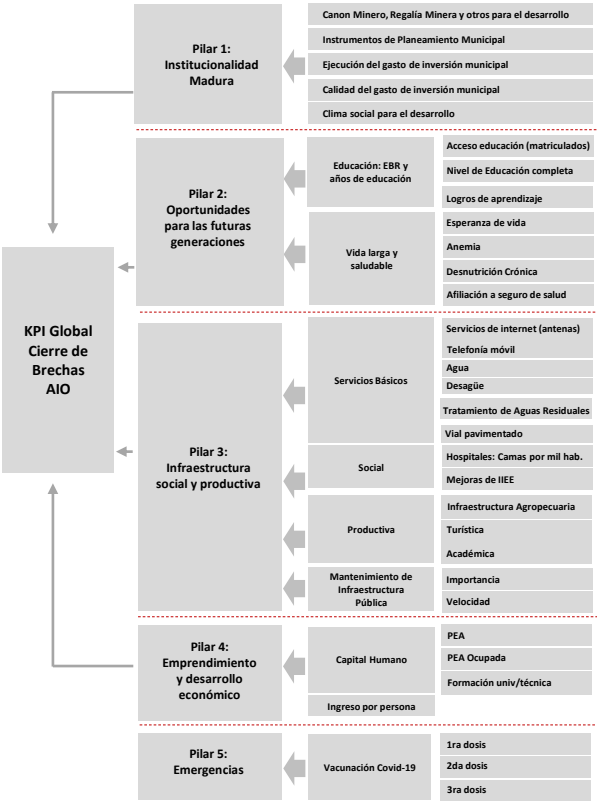 KPI Global
Cierre de
Brechas
AIO
Pilar 1:
Institucionalidad
Madura
Canon Minero, Regalía Minera y otros para el desarrollo
Instrumentos de Planeamiento Municipal
Ejecución del gasto de inversión municipal
Calidad del gasto de inversión municipal
Clima social para el desarrollo
Pilar 2:
Oportunidades
para las futuras
generaciones
Educación: EBR y
años de educación
Acceso educación (matriculados)
Nivel de Educación completa
Logros de aprendizaje
Vida larga y
saludable
Esperanza de vida
Anemia
Desnutrición Crónica
Afiliación a seguro de salud
Pilar 3:
Infraestructura
social y productiva
Servicios Básicos
Servicios de internet (antenas)
Telefonía móvil
Agua
Desagüe
Tratamiento de Aguas Residuales
Vial pavimentado
Social
Hospitales: Camas por mil hab.
Mejoras de IIEE
Productiva
Infraestructura Agropecuaria
Turística
Académica
Mantenimiento de
Infraestructura
Pública
Importancia
Velocidad
Pilar 4:
Emprendimiento
y desarrollo
económico
Capital Humano
PEA
PEA Ocupada
Formación univ/técnica
Ingreso por persona
Pilar 5:
Emergencias
Vacunación Covid-19
1ra dosis
2da dosis
3ra dosis